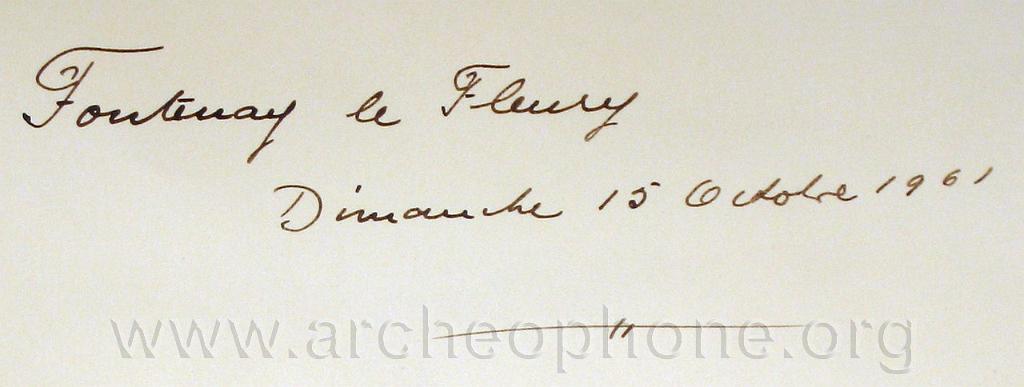 Fontenay le Fleury
Dimanche 15 Octobre 1961
"
www.archeophone.org